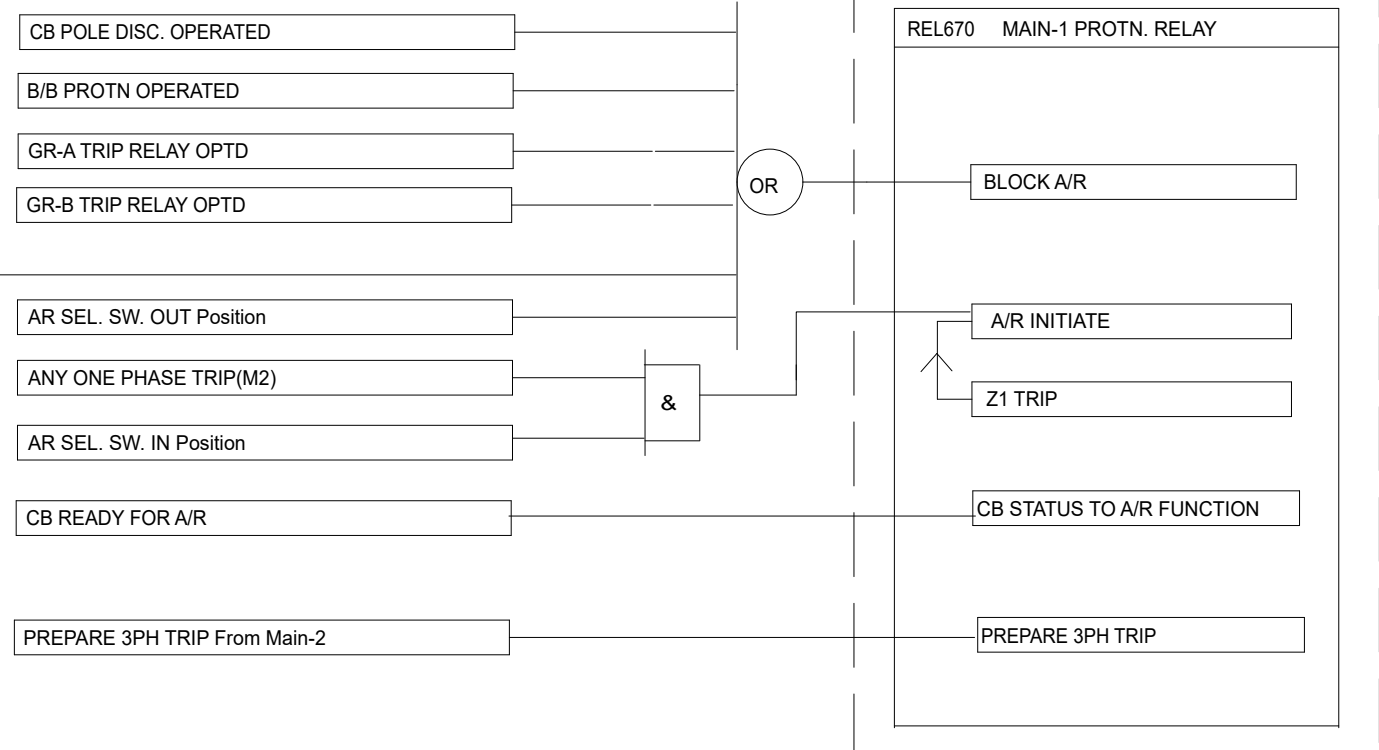 CB POLE DISC. OPERATED
B/B PROTN OPERATED
GR-A TRIP RELAY OPTD
GR-B TRIP RELAY OPTD
AR SEL. SW. OUT Position
ANY ONE PHASE TRIP(M2)
AR SEL. SW. IN Position
CB READY FOR A/R
PREPARE 3PH TRIP From Main-2
OR
&
REL670 MAIN-1 PROTN. RELAY
BLOCK A/R
A/R INITIATE
Z1 TRIP
CB STATUS TO A/R FUNCTION
PREPARE 3PH TRIP